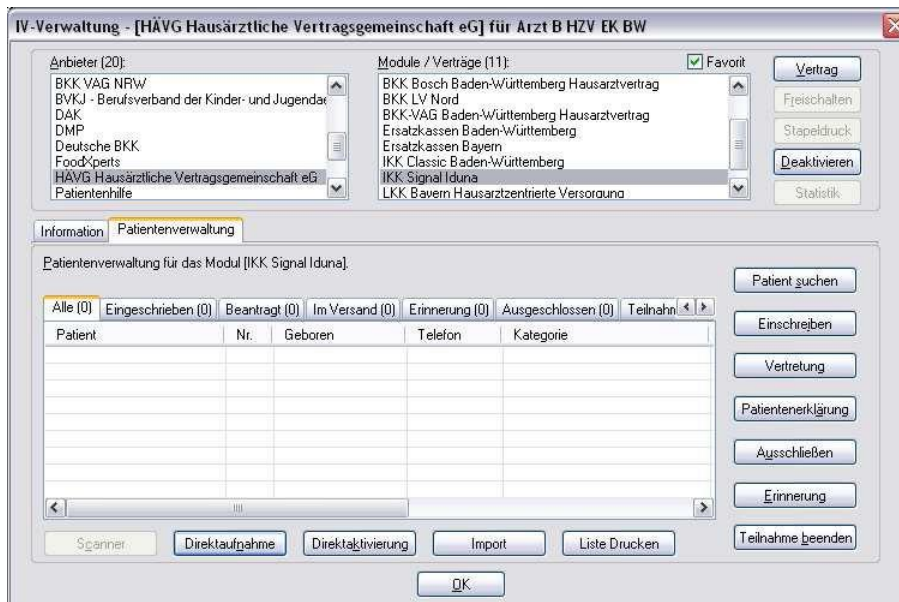 IV-Verwaltung - [HÄVG Hausärztliche Vertragsgemeinschaft eG] für Arzt B HZV EK BW
Anbieter (20):
BKK VAG NRW
BVKJ - Berufsverband der Kinder- und Jugendae
DAK
DMP
Deutsche BKK
FoodXperts
HÄVG Hausärztliche Vertragsgemeinschaft eG
Patientenhilfe
Module / Verträge (11):
Favorit
BKK Bosch Baden-Württemberg Hausarztvertrag
BKK LV Nord
BKK-VAG Baden-Württemberg Hausarztvertrag
Ersatzkassen Baden-Württemberg
Ersatzkassen Bayern
IKK Classic Baden-Württemberg
IKK Signal Iduna
LKK Bayern Hausarztzentrierte Versorgung
Vertrag
Freischalten
Stapeldruck
Deaktivieren
Statistik
Information Patientenverwaltung
Patientenverwaltung für das Modul [IKK Signal Iduna].
Alle (0) Eingeschrieben (0) Beantragt (0) Im Versand (0) Erinnerung (0) Ausgeschlossen (0) Teilnahm
Patient Nr. Geboren Telefon Kategorie
Patient suchen
Einschreiben
Vertretung
Patientenerklärung
Ausschließen
Erinnerung
Teilnahme beenden
Scanner Direktaufnahme Direktaktivierung Import Liste Drucken
OK